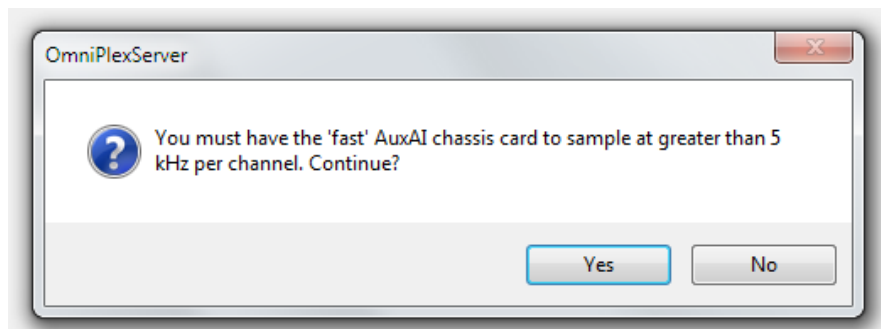 OmniPlexServer
You must have the 'fast' AuxAI chassis card to sample at greater than 5
kHz per channel. Continue?
Yes
No